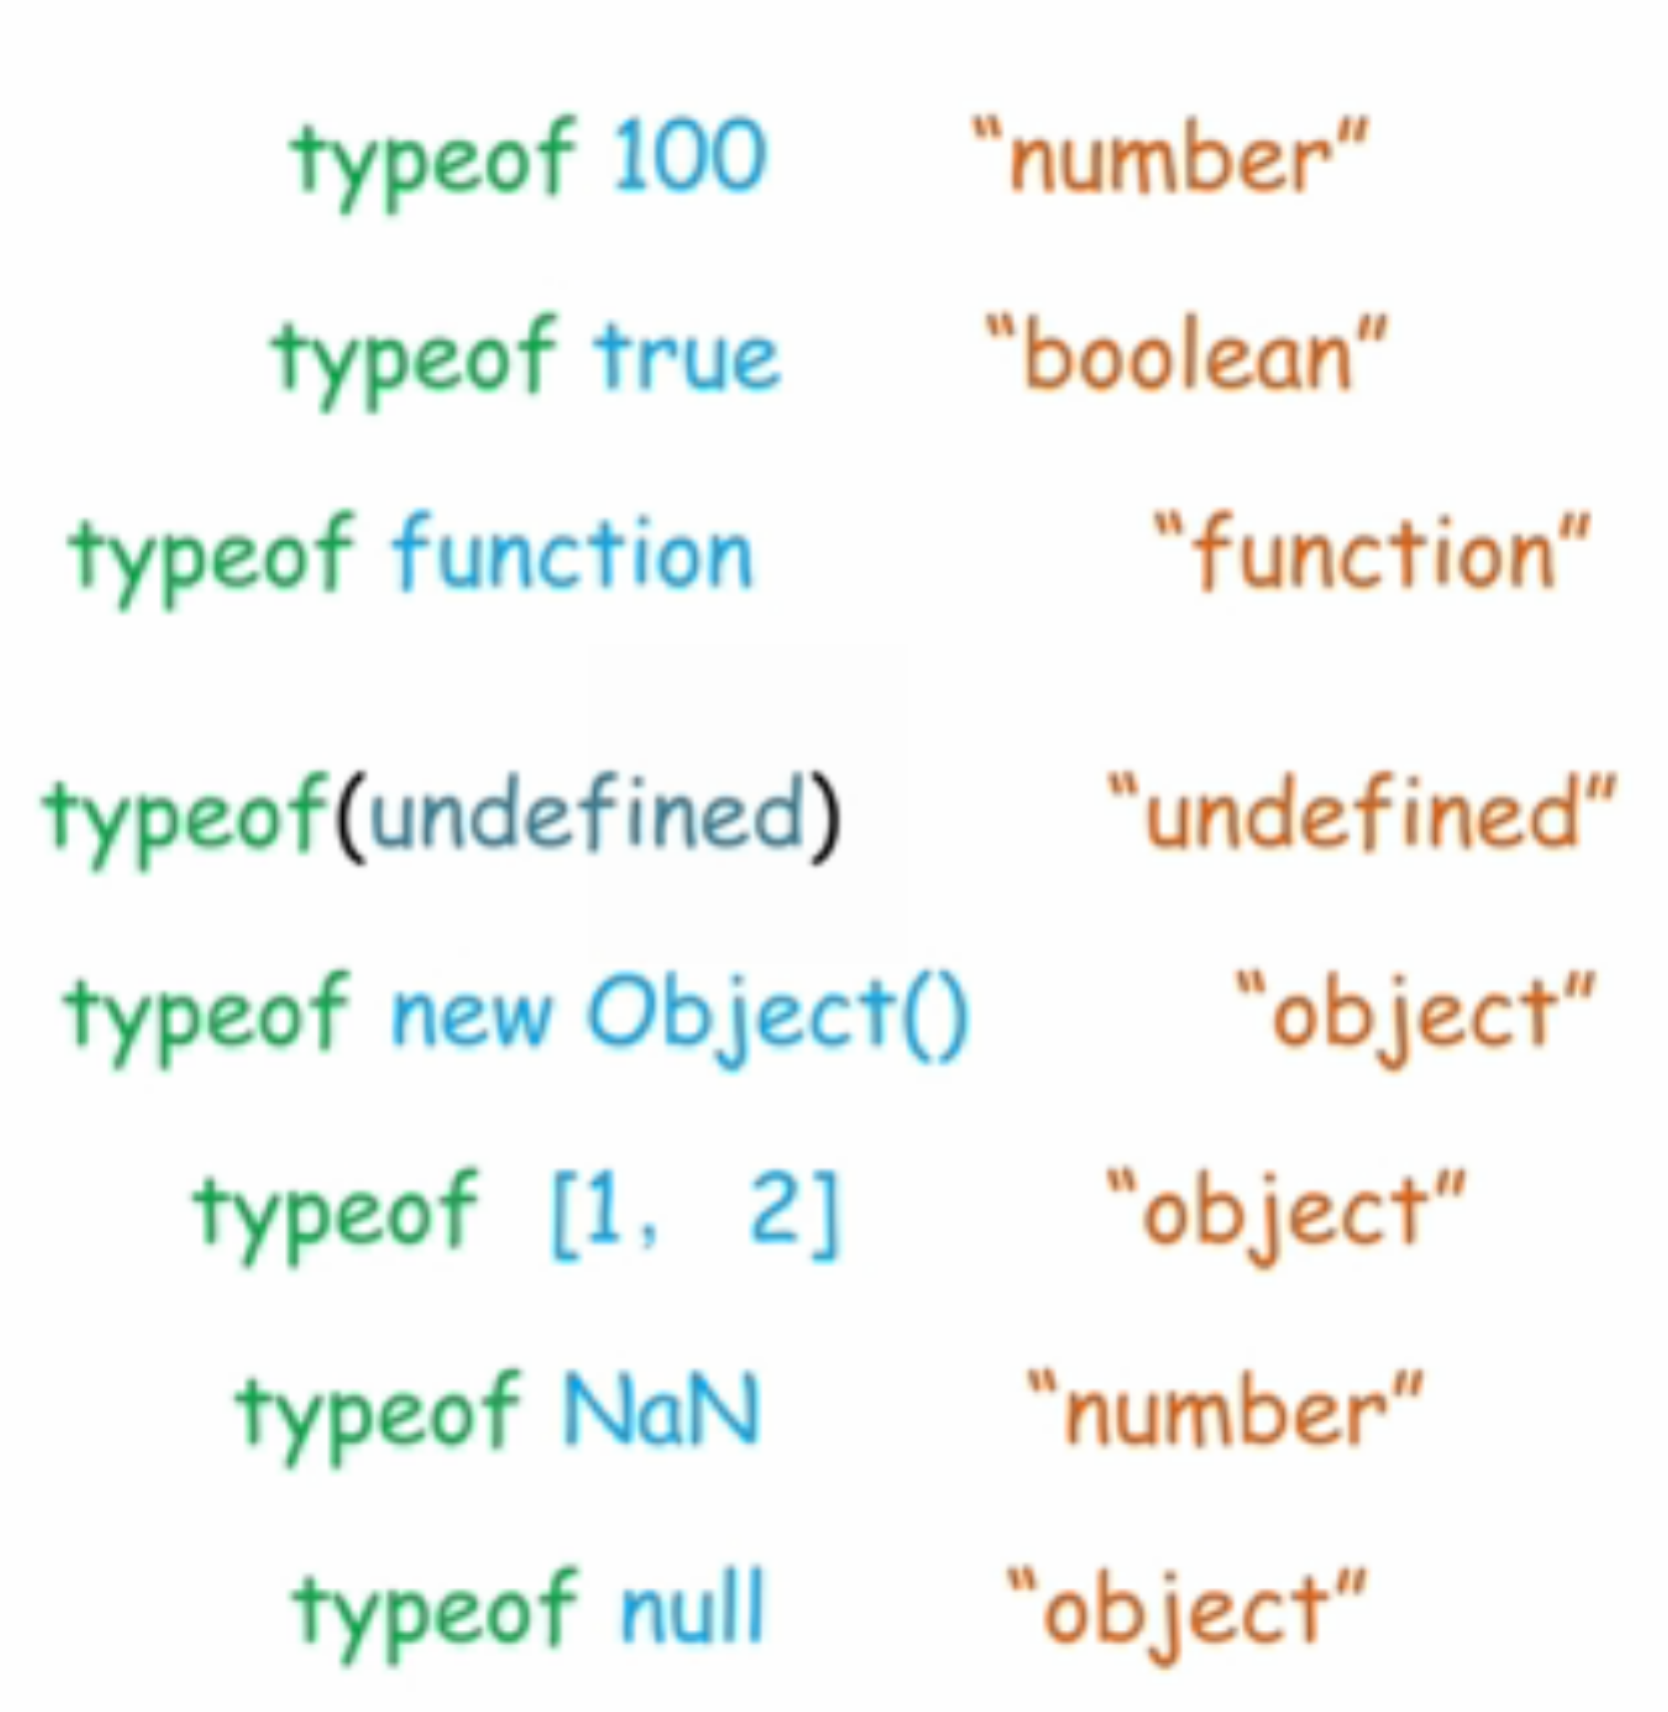 typeof 100 “number”
typeof true “boolean”
typeof function “function”
typeof(undefined) “undefined”
typeof new Object() “object”
typeof [1, 2] “object”
typeof NaN “number”
typeof null “object”